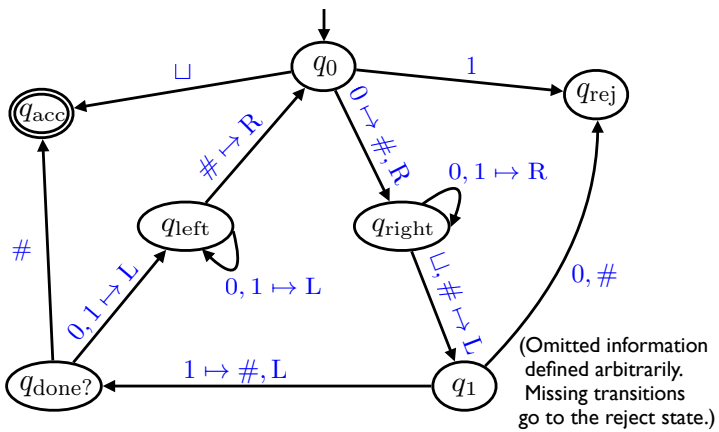 q0
⊔
1
qacc
qrej
0 ↦ #, R
# ↦ R
0, 1 ↦ R
qleft
qright
#
0, 1 ↦ L
0, 1 ↦ L
⊔, # ↦ L
0, #
(Omitted information
defined arbitrarily.
Missing transitions
go to the reject state.)
qdone?
1 ↦ #, L
q1